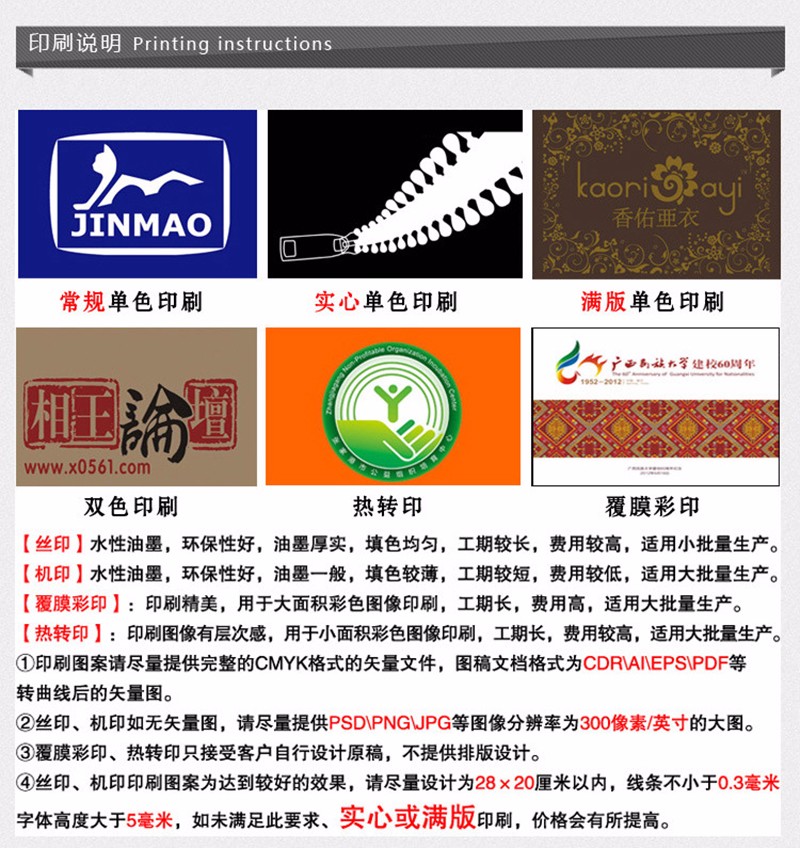 印刷说明 Printing instructions
JINMAO
kaori ayi
香佑亜衣
常规单色印刷
实心单色印刷
满版单色印刷
相王論壇
www.x0561.com
Zhangjiagang Non-Profitable Organization Incubation Center
张家港市公益组织培育中心
广西民族大学建校60周年
The 60th Anniversary of Guangxi University for Nationalities
1952-2012
双色印刷
热转印
覆膜彩印
【丝印】水性油墨，环保性好，油墨厚实，填色均匀，工期较长，费用较高，适用小批量生产。
【机印】水性油墨，环保性好，油墨一般，填色较薄，工期较短，费用较低，适用大批量生产。
【覆膜彩印】：印刷精美，用于大面积彩色图像印刷，工期长，费用高，适用大批量生产。
【热转印】：印刷图像有层次感，用于小面积彩色图像印刷，工期长，费用较高，适用大批量生产。
①印刷图案请尽量提供完整的CMYK格式的矢量文件，图稿文档格式为CDR\AI\EPS\PDF等
转曲线后的矢量图。
②丝印、机印如无矢量图，请尽量提供PSD\PNG\JPG等图像分辨率为300像素/英寸的大图。
③覆膜彩印、热转印只接受客户自行设计原稿，不提供排版设计。
④丝印、机印印刷图案为达到较好的效果，请尽量设计为28×20厘米以内，线条不小于0.3毫米
字体高度大于5毫米，如未满足此要求、实心或满版印刷，价格会有所提高。